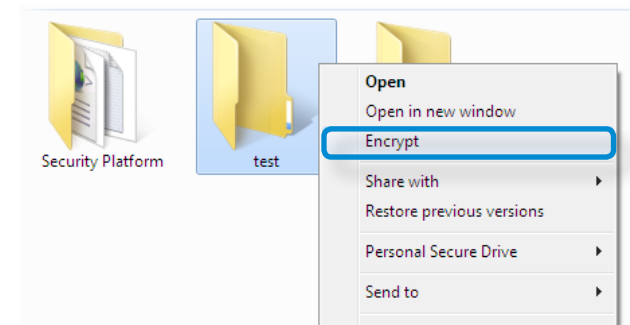 Security Platform
test
Open
Open in new window
Encrypt
Share with
Restore previous versions
Personal Secure Drive
Send to